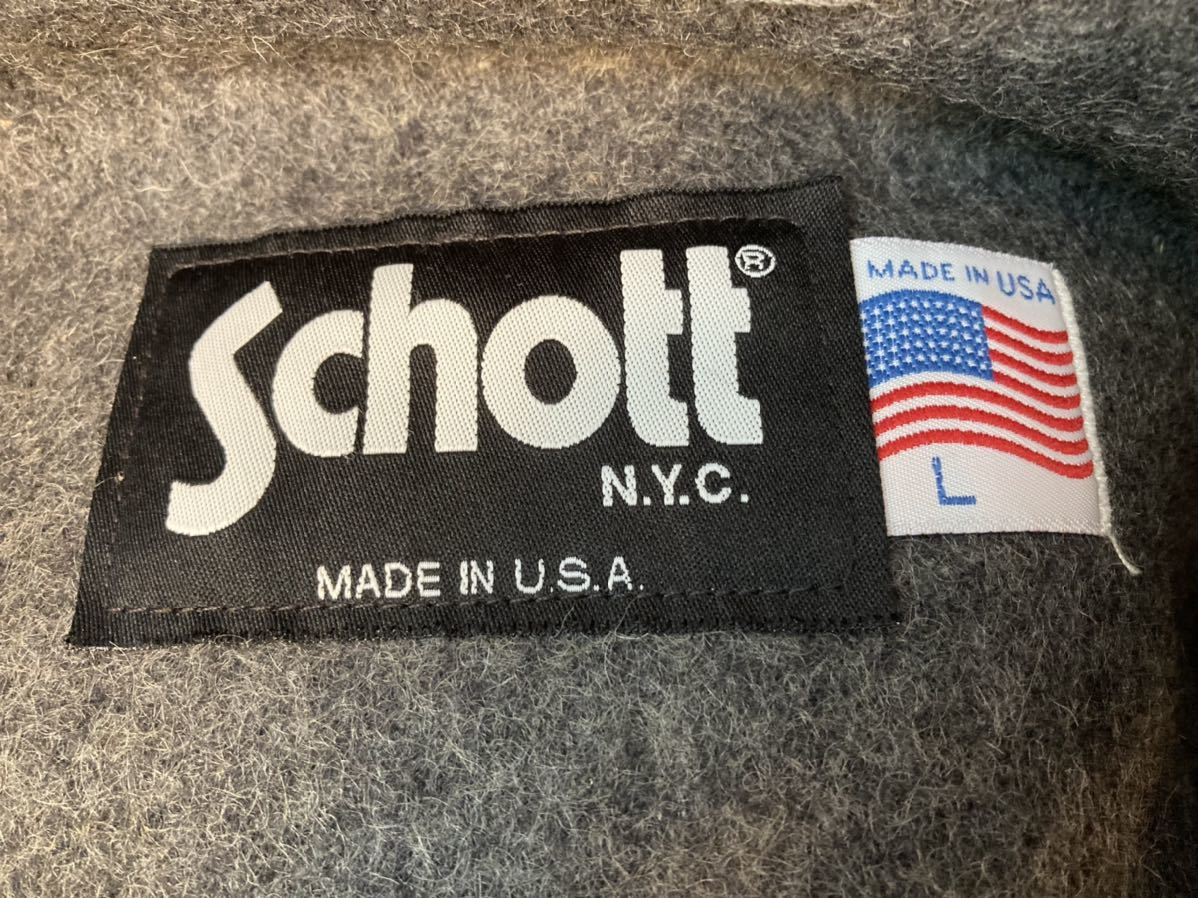 Schott®
N.Y.C.
MADE IN U.S.A.
MADE IN USA
L